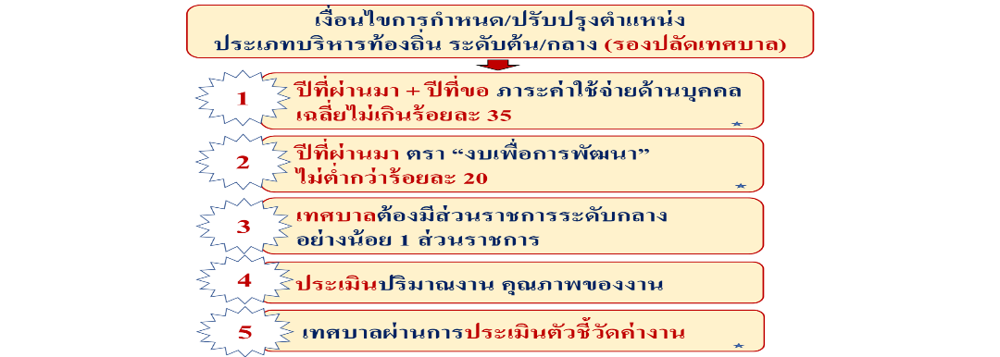 เงื่อนไขการกำหนด/ปรับปรุงตำแหน่ง
ประเภทบริหารท้องถิ่น ระดับต้น/กลาง (รองปลัดเทศบาล)
1
ปีที่ผ่านมา + ปีที่ขอ ภาระค่าใช้จ่ายด้านบุคคล
เฉลี่ยไม่เกินร้อยละ 35
2
ปีที่ผ่านมา ตรา “งบเพื่อการพัฒนา”
ไม่ต่ำกว่าร้อยละ 20
3
เทศบาลต้องมีส่วนราชการระดับกลาง
อย่างน้อย 1 ส่วนราชการ
4
ประเมินปริมาณงาน คุณภาพของงาน
5
เทศบาลผ่านการประเมินตัวชี้วัดค่างาน